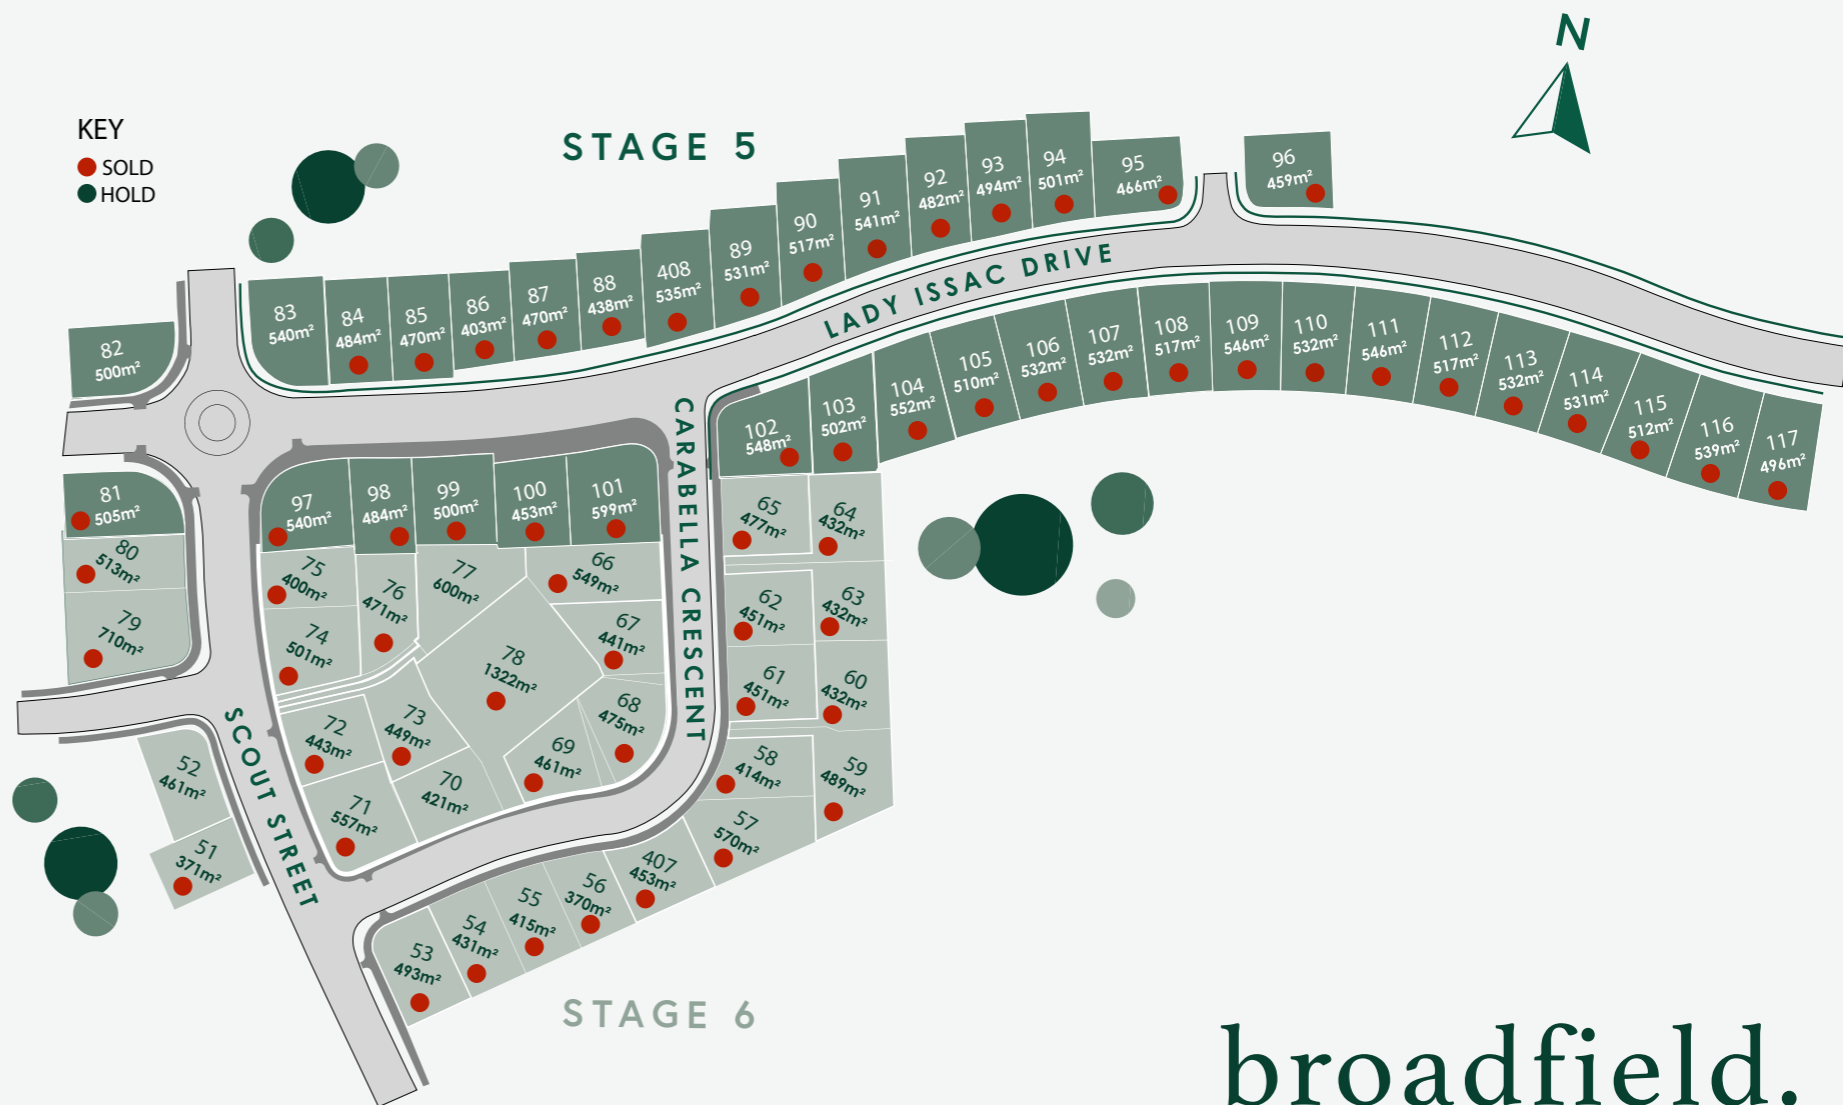 N
KEY
SOLD
HOLD
STAGE 5
82
500m²
83
540m²
84
484m²
85
470m²
86
403m²
87
470m²
88
438m²
408
535m²
89
531m²
90
517m²
91
541m²
92
482m²
93
494m²
94
501m²
95
466m²
96
459m²
LADY ISSAC DRIVE
102
548m²
103
502m²
104
552m²
105
510m²
106
532m²
107
532m²
108
517m²
109
546m²
110
532m²
111
546m²
112
517m²
113
532m²
114
531m²
115
512m²
116
539m²
117
496m²
CARABELLA CRESCENT
81
505m²
80
513m²
79
710m²
97
540m²
98
484m²
99
500m²
100
453m²
101
599m²
75
400m²
76
471m²
77
600m²
66
549m²
74
501m²
78
1322m²
67
441m²
68
475m²
72
443m²
73
449m²
69
461m²
70
421m²
71
557m²
65
477m²
64
432m²
62
451m²
63
432m²
61
451m²
60
432m²
58
414m²
59
489m²
57
570m²
407
453m²
56
370m²
55
415m²
54
431m²
53
493m²
52
461m²
51
371m²
SCOUT STREET
STAGE 6
broadfield.